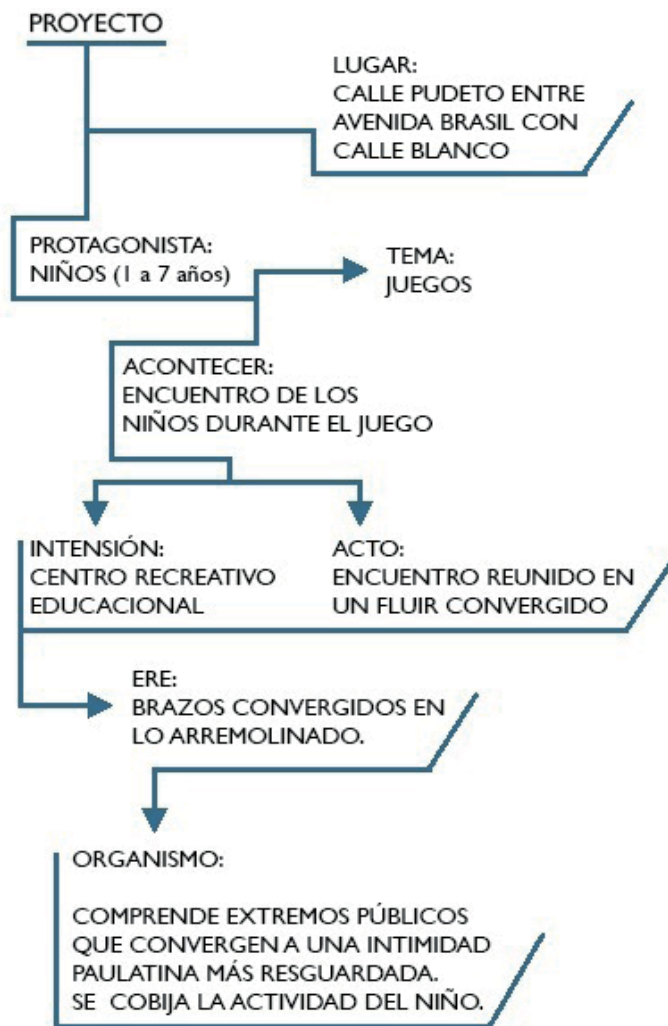 PROYECTO
LUGAR:
CALLE PUDETO ENTRE
AVENIDA BRASIL CON
CALLE BLANCO
PROTAGONISTA:
NIÑOS (1 a 7 años)
TEMA:
JUEGOS
ACONTECER:
ENCUENTRO DE LOS
NIÑOS DURANTE EL JUEGO
INTENSIÓN:
CENTRO RECREATIVO
EDUCACIONAL
ACTO:
ENCUENTRO REUNIDO EN
UN FLUIR CONVERGIDO
ERE:
BRAZOS CONVERGIDOS EN
LO ARREMOLINADO.
ORGANISMO:
COMPRENDE EXTREMOS PÚBLICOS
QUE CONVERGEN A UNA INTIMIDAD
PAULATINA MÁS RESGUARDADA.
SE COBIJA LA ACTIVIDAD DEL NIÑO.